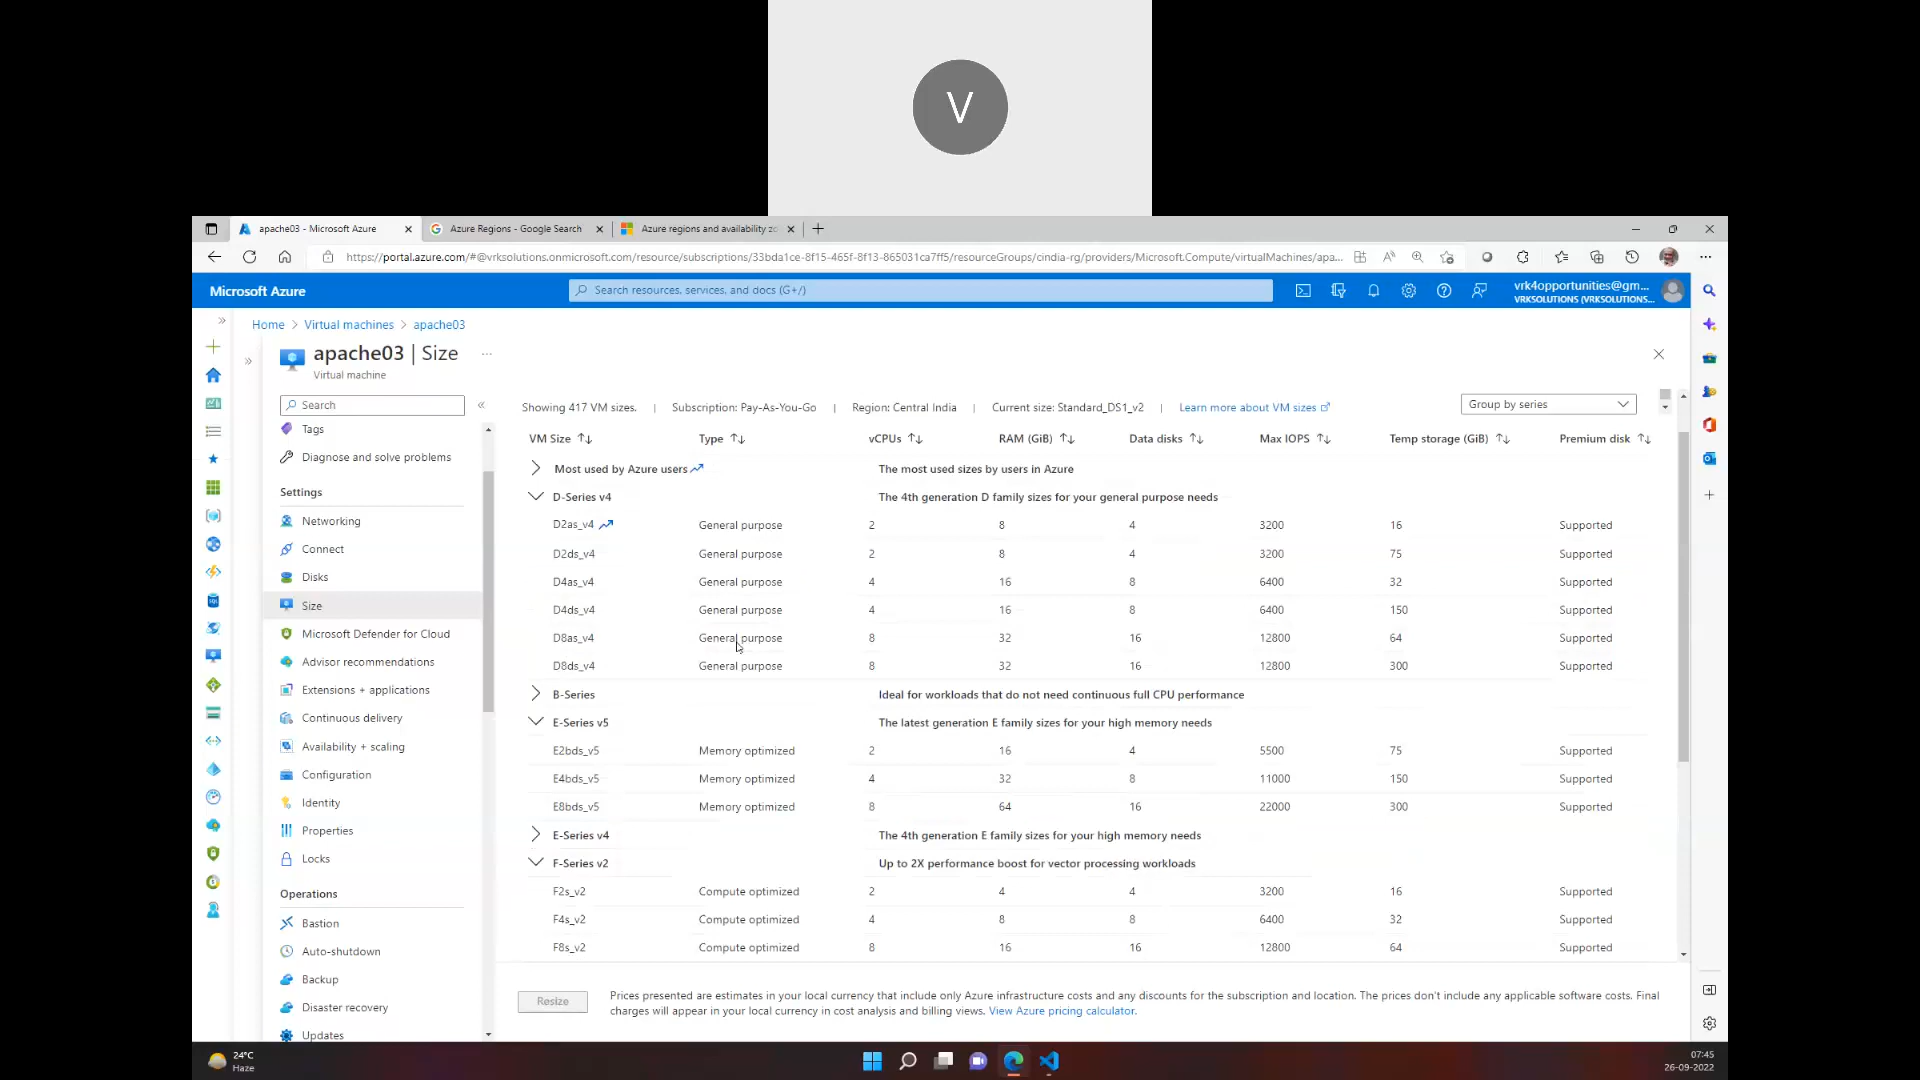 V
apache03 - Microsoft Azure
Azure Regions - Google Search
Azure regions and availability zo
https://portal.azure.com/#@vrksolutions.onmicrosoft.com/resource/subscriptions/33bda1ce-8f15-465f-8f13-865031ca7ff5/resourceGroups/cindia-rg/providers/Microsoft.Compute/virtualMachines/apa...
Microsoft Azure
Search resources, services, and docs (G+/)
vrk4opportunities@gm...
VRKSOLUTIONS (VRKSOLUTIONS....
Home > Virtual machines > apache03
apache03 | Size ...
Virtual machine
Search
Tags
Diagnose and solve problems
Settings
Networking
Connect
Disks
Size
Microsoft Defender for Cloud
Advisor recommendations
Extensions + applications
Continuous delivery
Availability + scaling
Configuration
Identity
Properties
Locks
Operations
Bastion
Auto-shutdown
Backup
Disaster recovery
Updates
Showing 417 VM sizes. | Subscription: Pay-As-You-Go | Region: Central India | Current size: Standard_DS1_v2 | Learn more about VM sizes
Group by series
VM Size Type vCPUs RAM (GiB) Data disks Max IOPS Temp storage (GiB) Premium disk
Most used by Azure users The most used sizes by users in Azure
D-Series v4 The 4th generation D family sizes for your general purpose needs
D2as_v4 General purpose 2 8 4 3200 16 Supported
D2ds_v4 General purpose 2 8 4 3200 75 Supported
D4as_v4 General purpose 4 16 8 6400 32 Supported
D4ds_v4 General purpose 4 16 8 6400 150 Supported
D8as_v4 General purpose 8 32 16 12800 64 Supported
D8ds_v4 General purpose 8 32 16 12800 300 Supported
B-Series Ideal for workloads that do not need continuous full CPU performance
E-Series v5 The latest generation E family sizes for your high memory needs
E2bds_v5 Memory optimized 2 16 4 5500 75 Supported
E4bds_v5 Memory optimized 4 32 8 11000 150 Supported
E8bds_v5 Memory optimized 8 64 16 22000 300 Supported
E-Series v4 The 4th generation E family sizes for your high memory needs
F-Series v2 Up to 2X performance boost for vector processing workloads
F2s_v2 Compute optimized 2 4 4 3200 16 Supported
F4s_v2 Compute optimized 4 8 8 6400 32 Supported
F8s_v2 Compute optimized 8 16 16 12800 64 Supported
Resize
Prices presented are estimates in your local currency that include only Azure infrastructure costs and any discounts for the subscription and location. The prices don't include any applicable software costs. Final
charges will appear in your local currency in cost analysis and billing views. View Azure pricing calculator.
24°C
Haze
07:45
26-09-2022